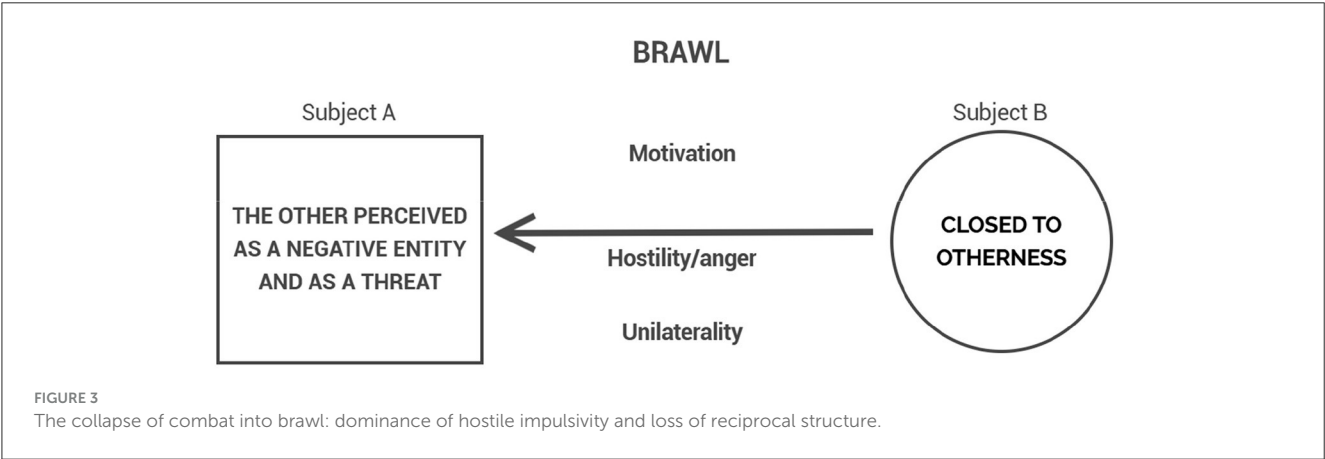 BRAWL
Subject A
Subject B
Motivation
THE OTHER PERCEIVED
AS A NEGATIVE ENTITY
AND AS A THREAT
CLOSED TO
OTHERNESS
Hostility/anger
Unilaterality
FIGURE 3
The collapse of combat into brawl: dominance of hostile impulsivity and loss of reciprocal structure.